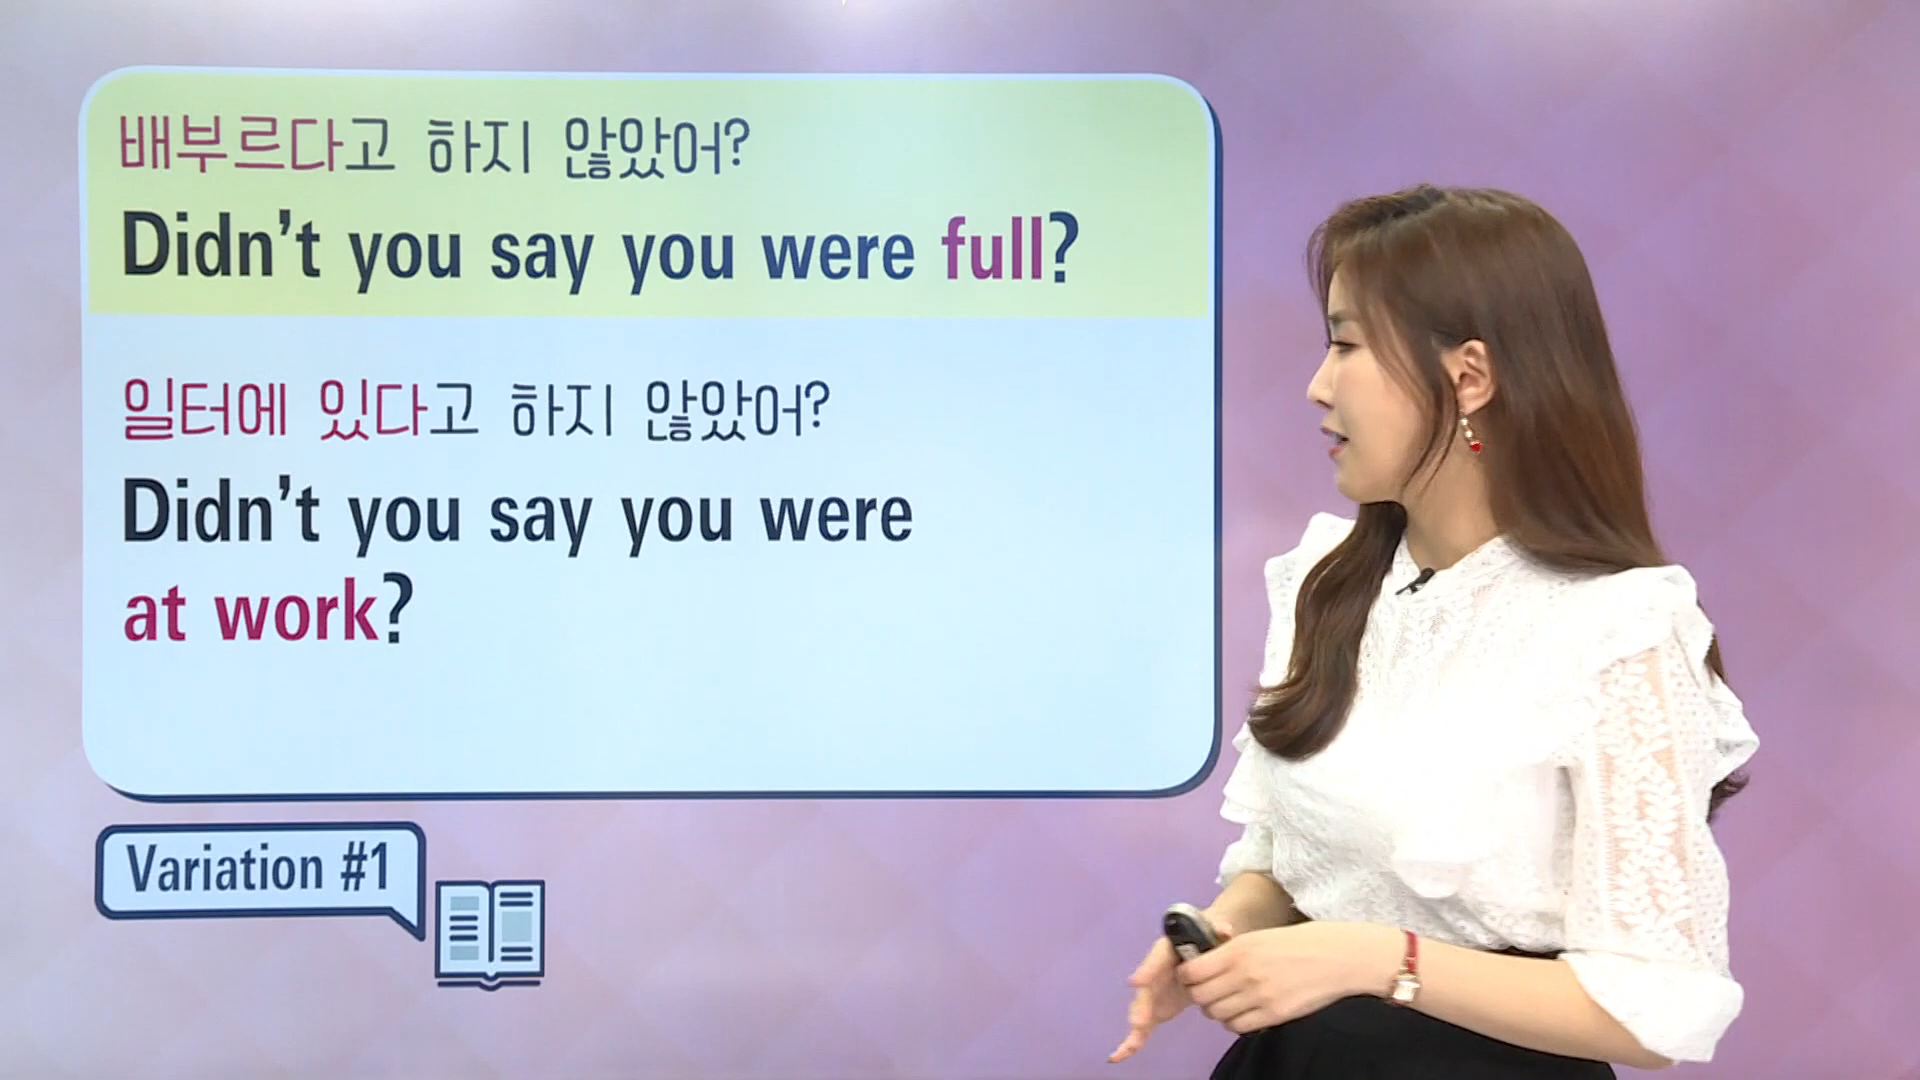 배부르다고 하지 않았어?
Didn't you say you were full?
일터에 있다고 하지 않았어?
Didn't you say you were
at work?
Variation #1